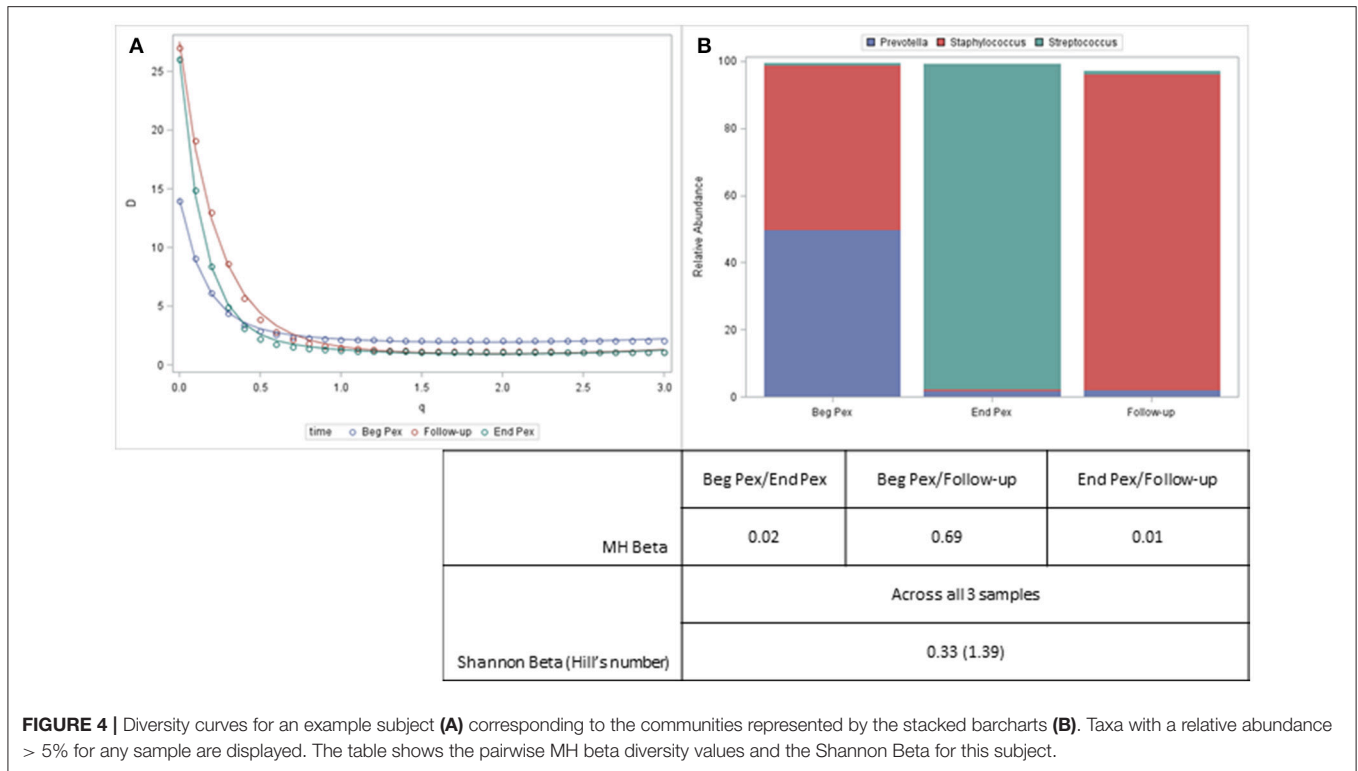 A
25
20
15
10
5
0
D
0.0 0.5 1.0 1.5 2.0 2.5 3.0
q
time Beg Pex Follow-up End Pex
B
Prevotella Staphylococcus Streptococcus
100
80
60
40
20
0
Relative Abundance
Beg Pex End Pex Follow-up
Beg Pex/End Pex Beg Pex/Follow-up End Pex/Follow-up
MH Beta 0.02 0.69 0.01
Across all 3 samples
Shannon Beta (Hill's number) 0.33 (1.39)
FIGURE 4 | Diversity curves for an example subject (A) corresponding to the communities represented by the stacked barcharts (B). Taxa with a relative abundance
> 5% for any sample are displayed. The table shows the pairwise MH beta diversity values and the Shannon Beta for this subject.